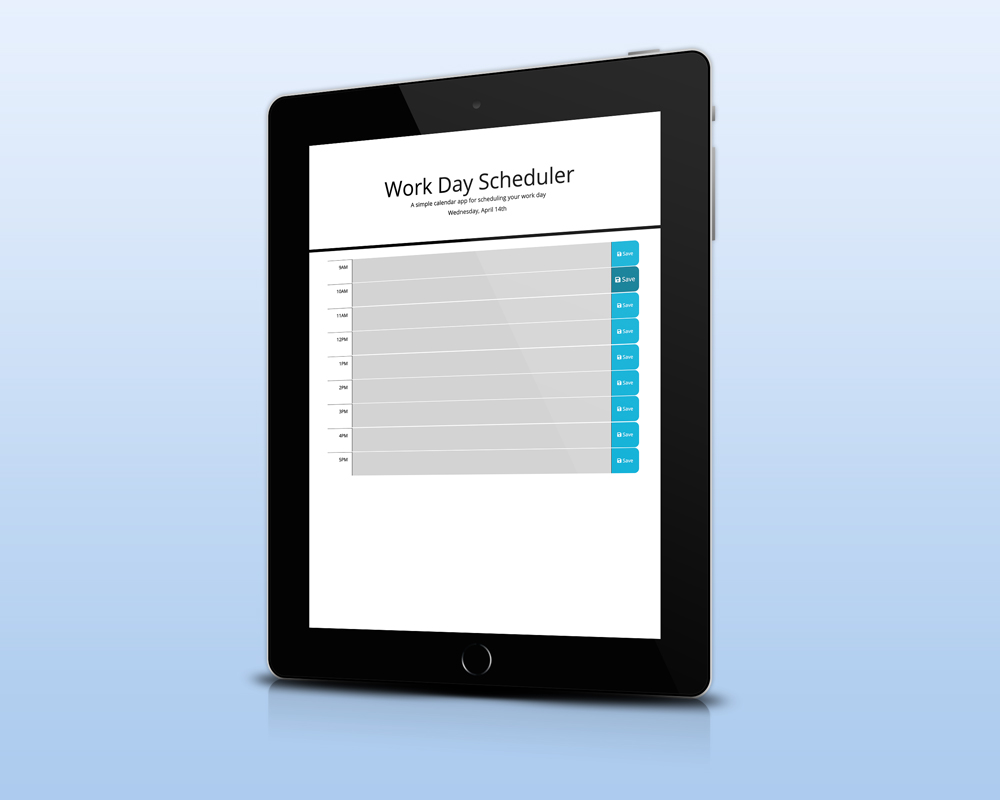 Work Day Scheduler
A simple calendar app for scheduling your work day
Wednesday, April 14th
9AM Save
10AM Save
11AM Save
12PM Save
1PM Save
2PM Save
3PM Save
4PM Save
5PM Save